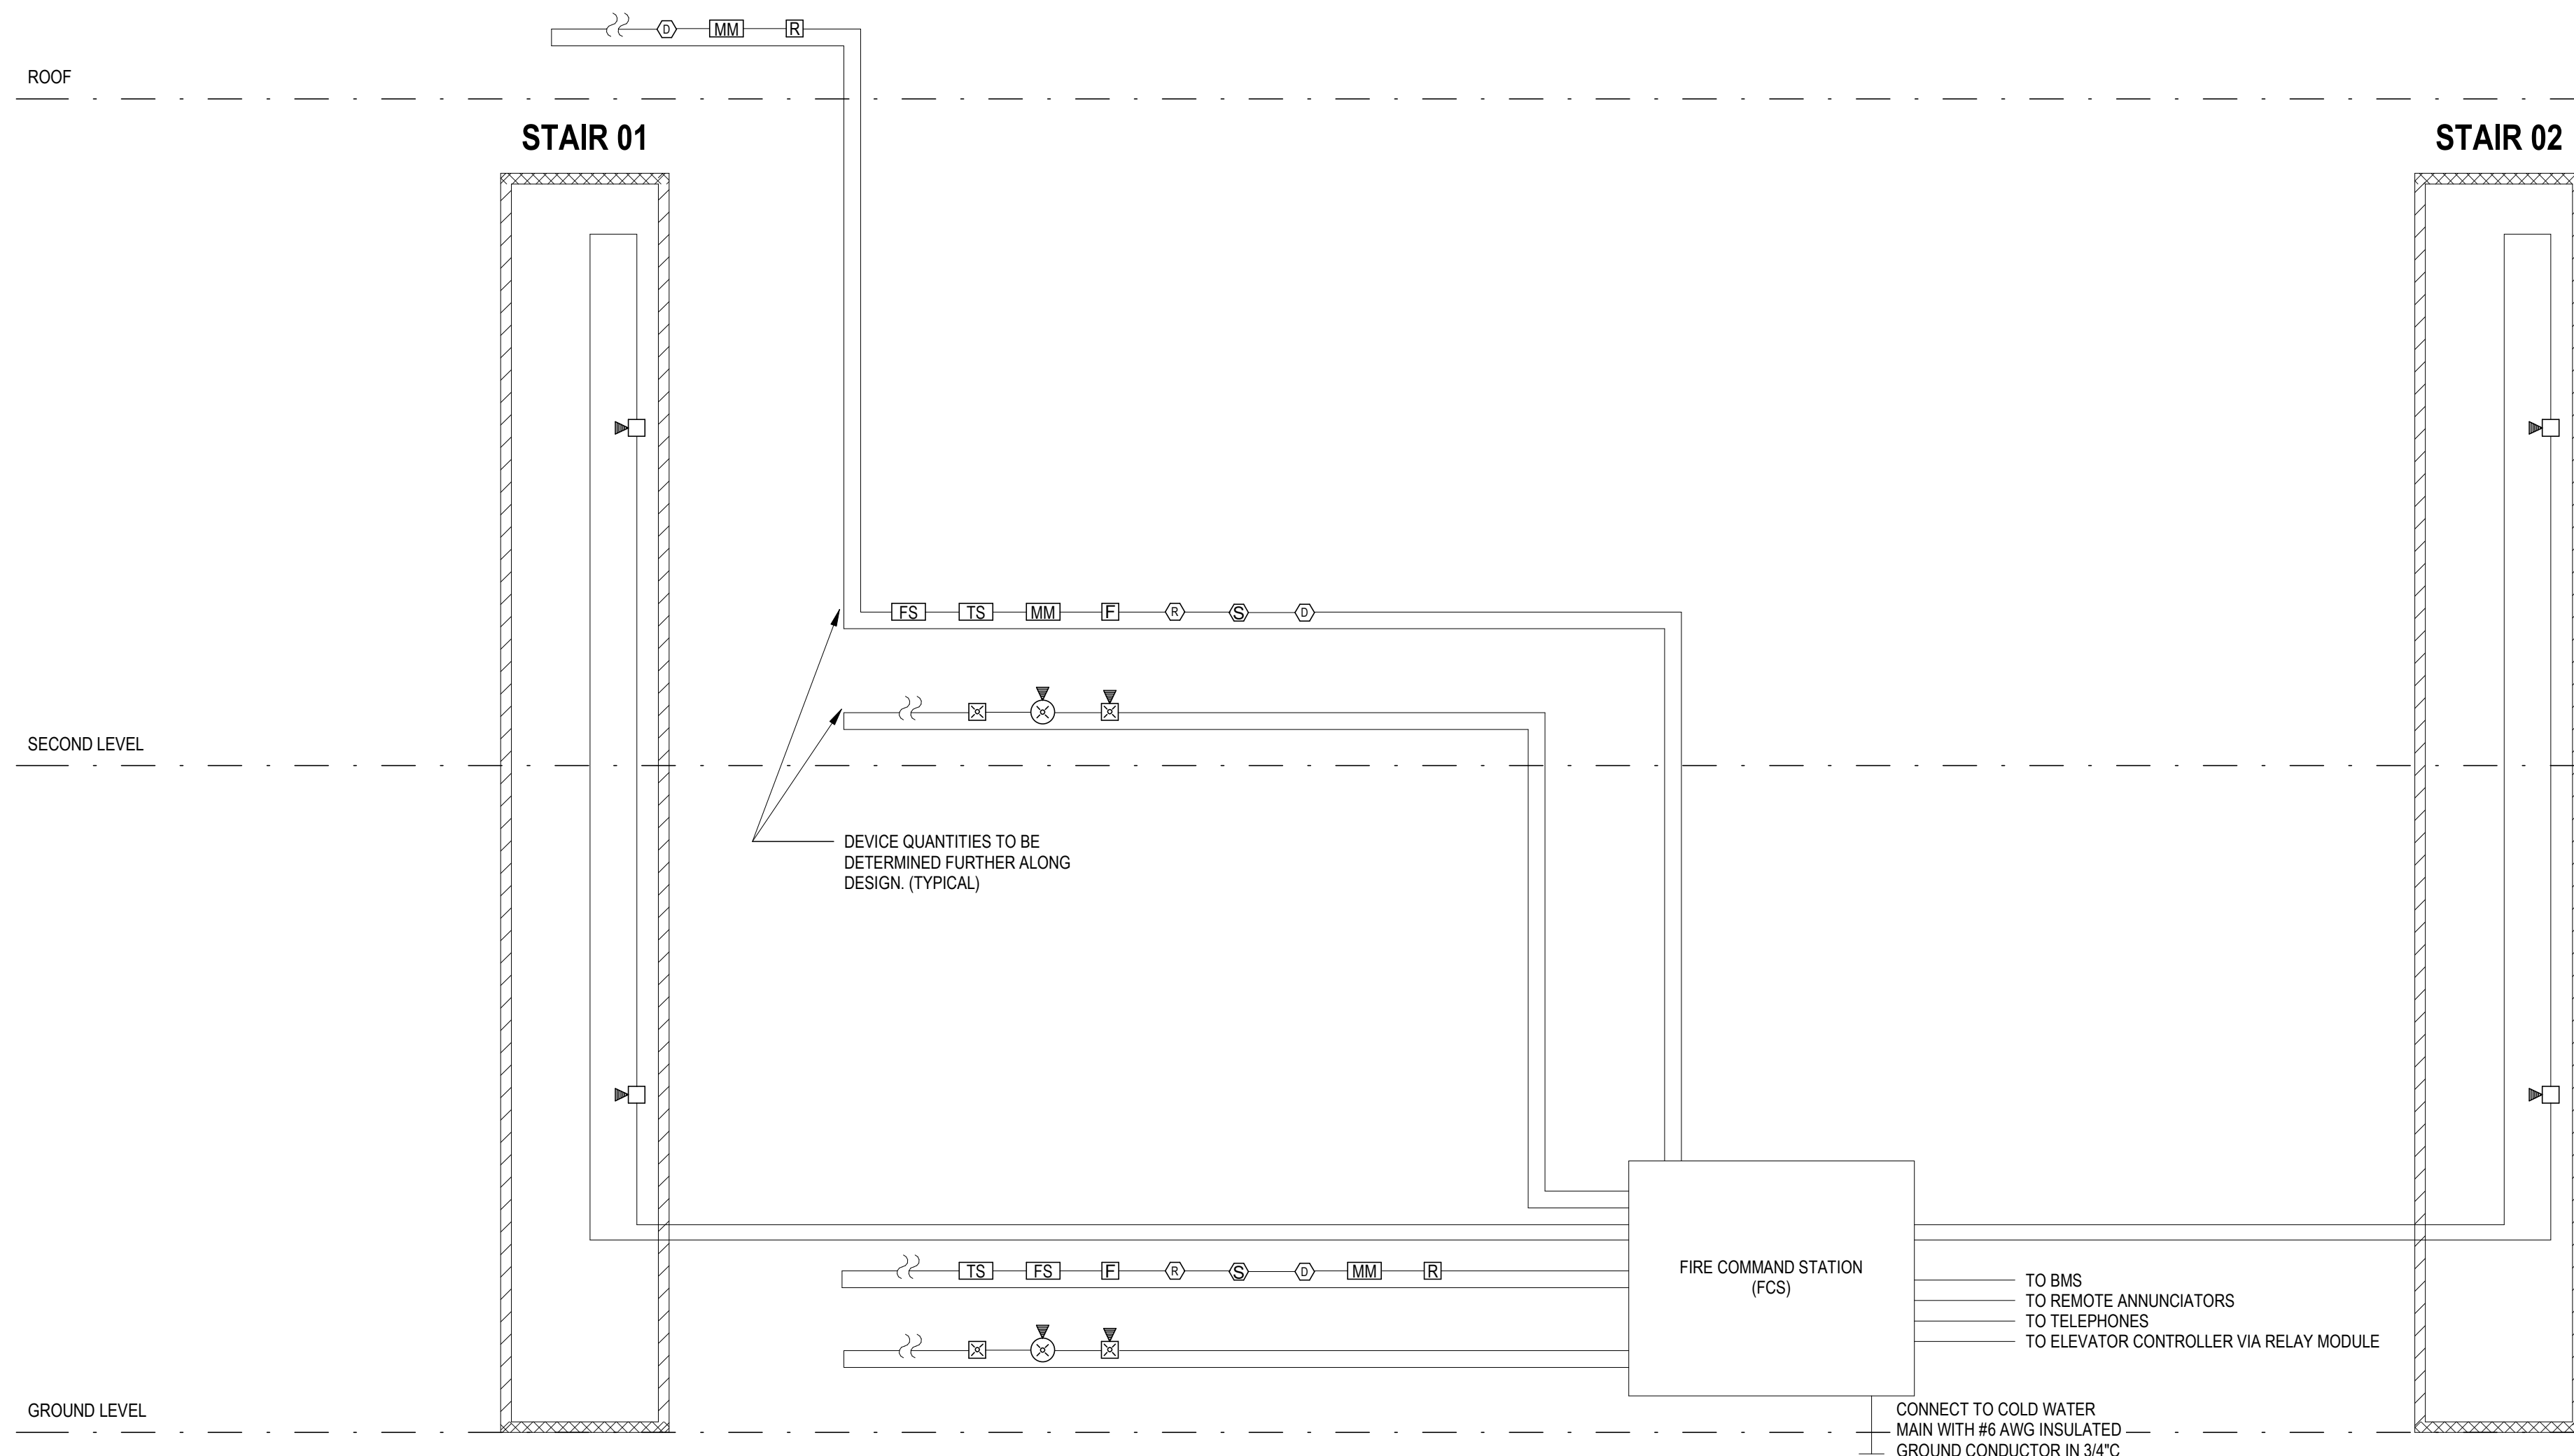 D MM R
ROOF
STAIR 01
STAIR 02
FS TS MM F R S D
SECOND LEVEL
DEVICE QUANTITIES TO BE
DETERMINED FURTHER ALONG
DESIGN. (TYPICAL)
TS FS F R S D MM R
FIRE COMMAND STATION
(FCS)
TO BMS
TO REMOTE ANNUNCIATORS
TO TELEPHONES
TO ELEVATOR CONTROLLER VIA RELAY MODULE
GROUND LEVEL
CONNECT TO COLD WATER
MAIN WITH #6 AWG INSULATED
GROUND CONDUCTOR IN 3/4"C